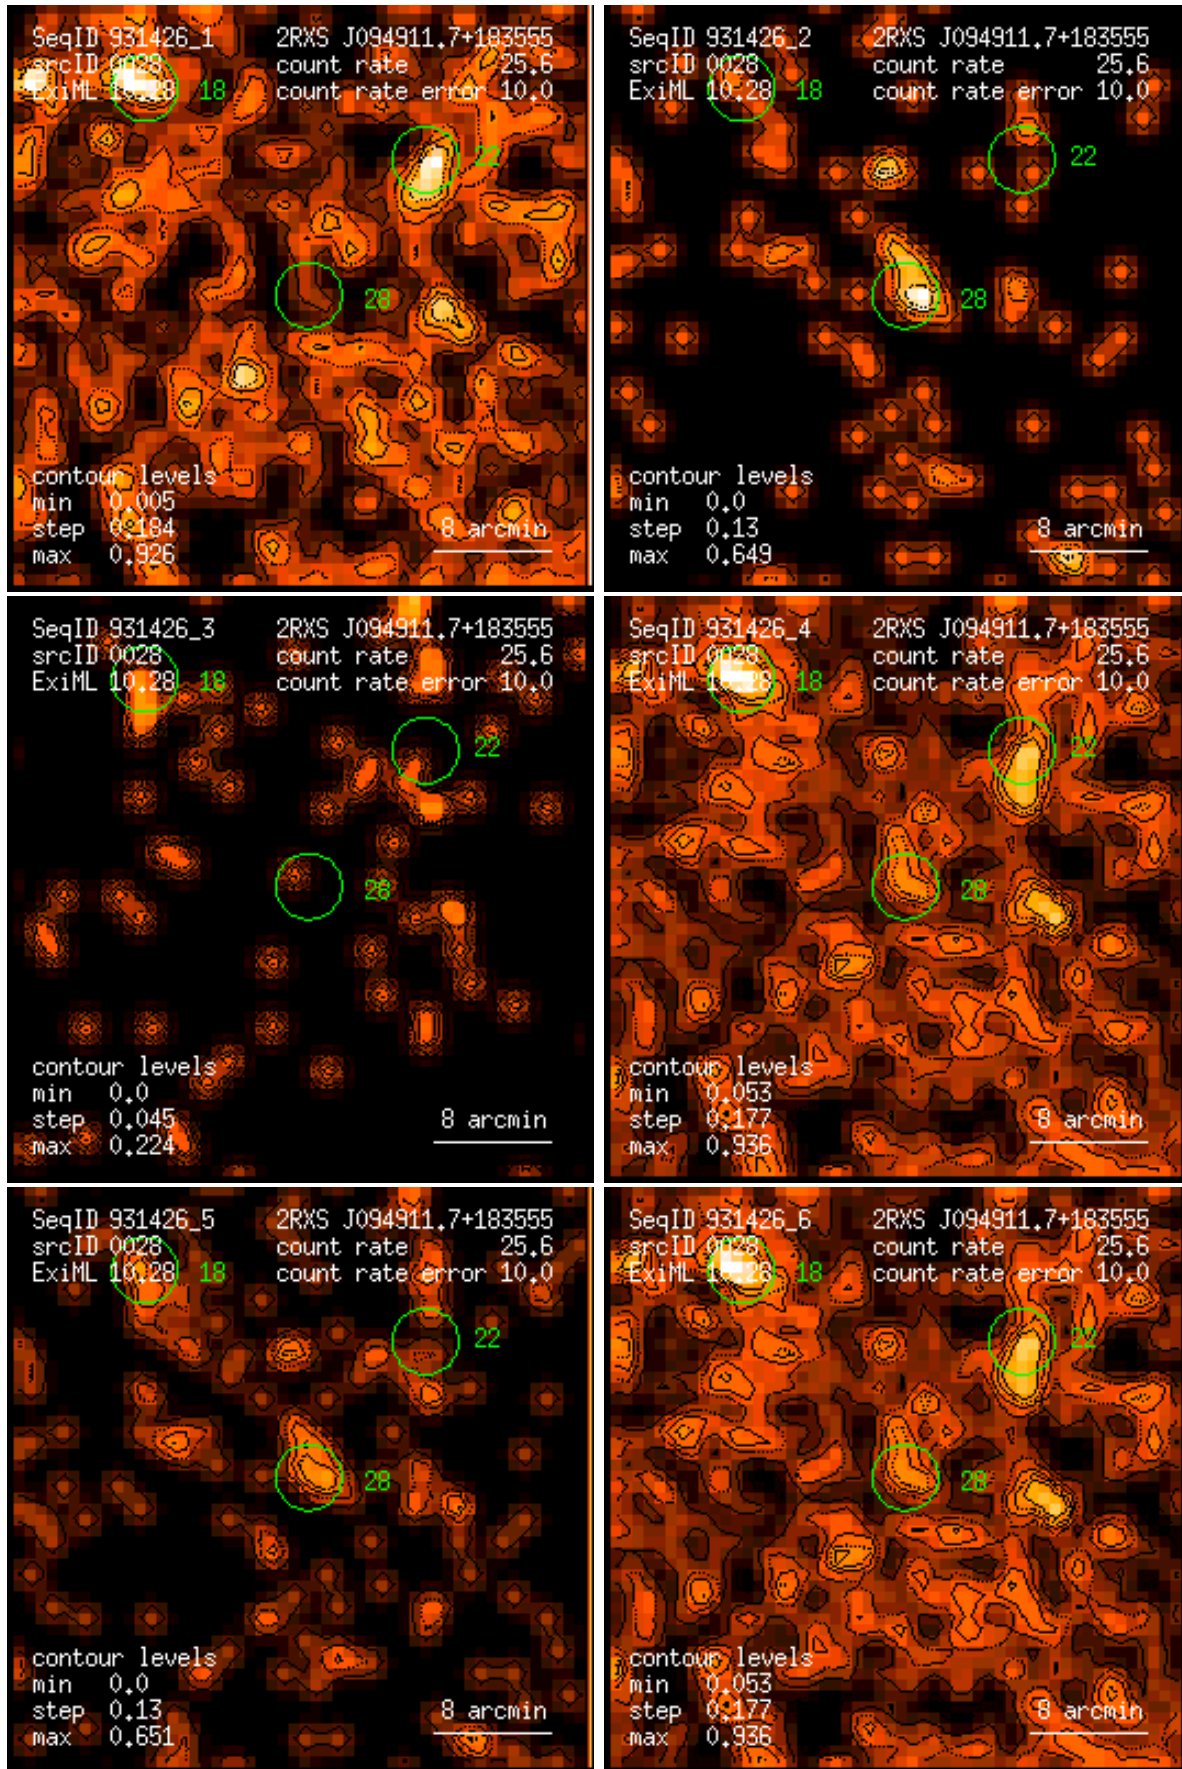 SeqID 931426_1 2RXS J094911.7+183555
srcID 0028 count rate 25.6
ExiML 10.28 18 count rate error 10.0
22
28
contour levels
min 0.005
step 0.184 8 arcmin
max 0.926
SeqID 931426_2 2RXS J094911.7+183555
srcID 0028 count rate 25.6
ExiML 10.28 18 count rate error 10.0
22
28
contour levels
min 0.0
step 0.13 8 arcmin
max 0.649
SeqID 931426_3 2RXS J094911.7+183555
srcID 0028 count rate 25.6
ExiML 10.28 18 count rate error 10.0
22
28
contour levels
min 0.0
step 0.045 8 arcmin
max 0.224
SeqID 931426_4 2RXS J094911.7+183555
srcID 0028 count rate 25.6
ExiML 10.28 18 count rate error 10.0
22
28
contour levels
min 0.053
step 0.177 8 arcmin
max 0.936
SeqID 931426_5 2RXS J094911.7+183555
srcID 0028 count rate 25.6
ExiML 10.28 18 count rate error 10.0
22
28
contour levels
min 0.0
step 0.13 8 arcmin
max 0.651
SeqID 931426_6 2RXS J094911.7+183555
srcID 0028 count rate 25.6
ExiML 10.28 18 count rate error 10.0
22
28
contour levels
min 0.053
step 0.177 8 arcmin
max 0.936